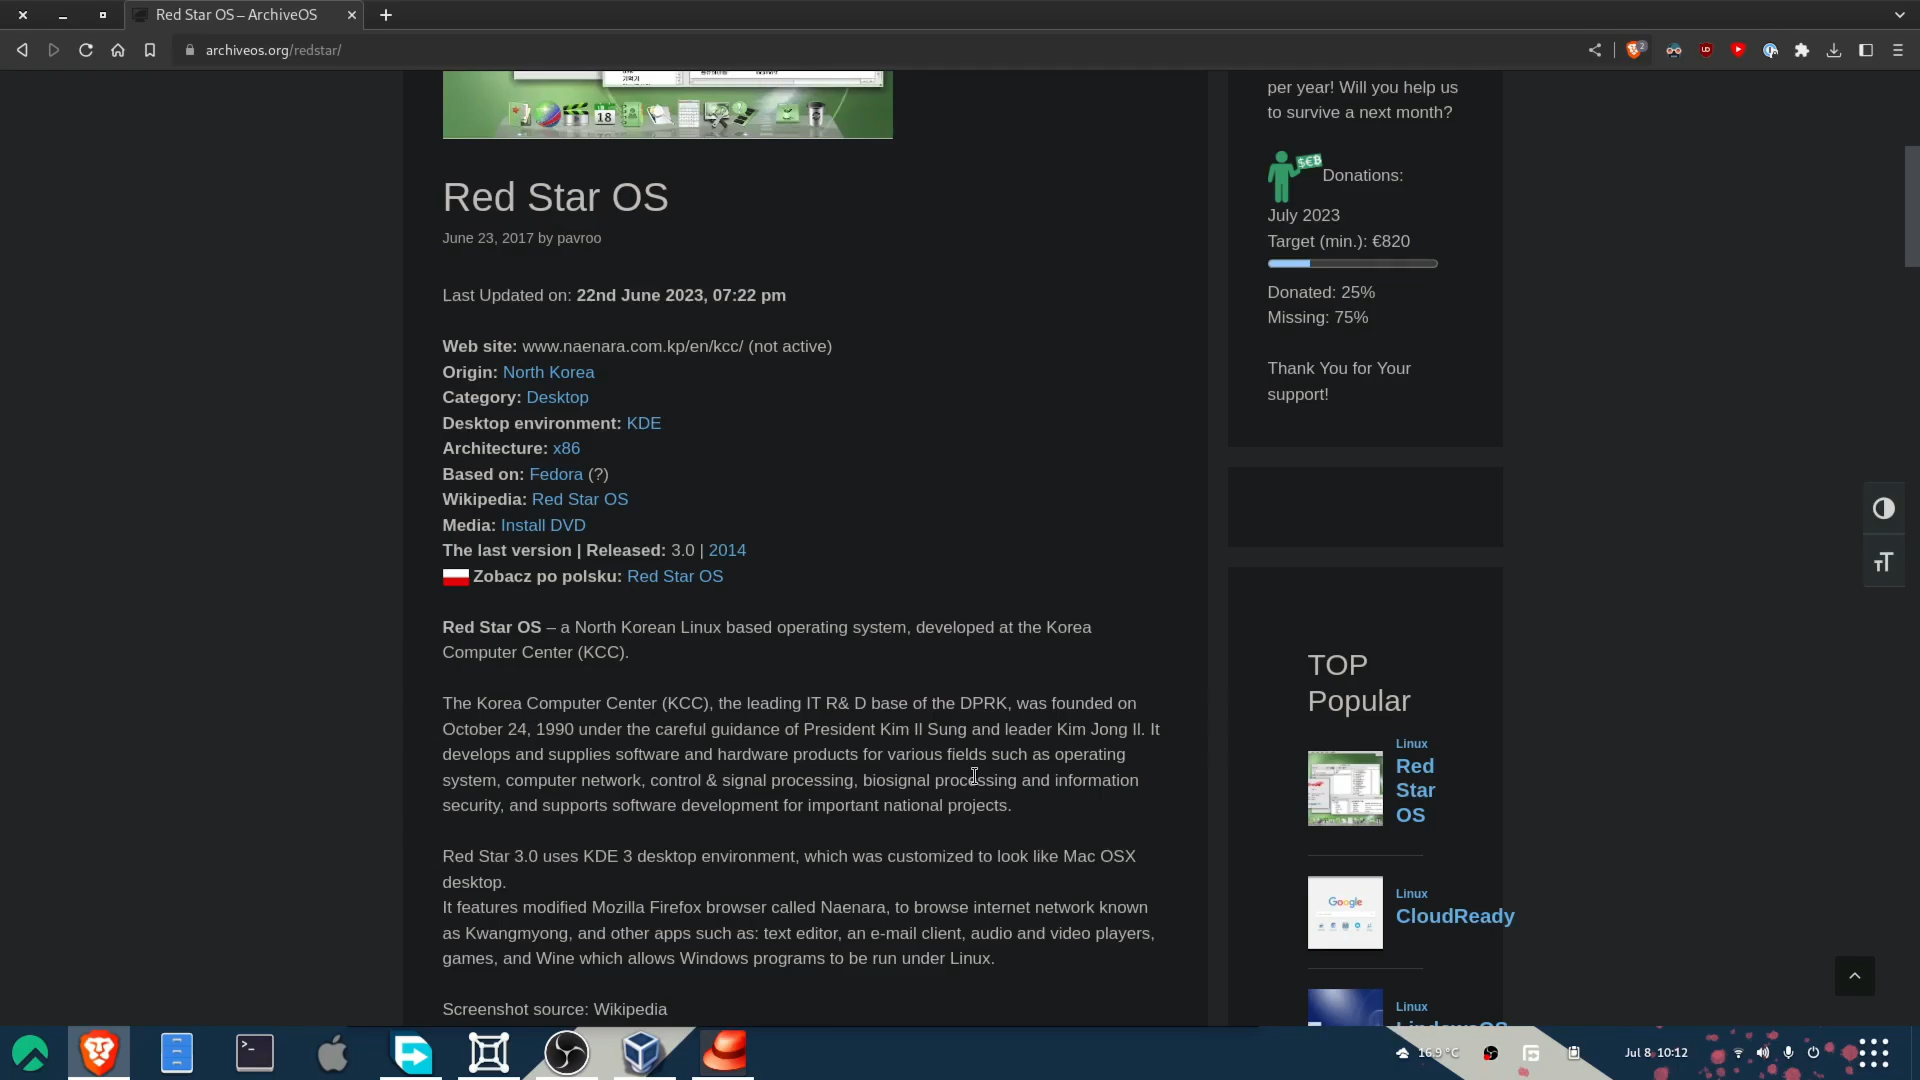 Red Star OS – ArchiveOS
archiveos.org/redstar/
2
18
per year! Will you help us
to survive a next month?
$€B
Donations:
July 2023
Target (min.): €820
Donated: 25%
Missing: 75%
Thank You for Your
support!
Red Star OS
June 23, 2017 by pavroo
Last Updated on: 22nd June 2023, 07:22 pm
Web site: www.naenara.com.kp/en/kcc/ (not active)
Origin: North Korea
Category: Desktop
Desktop environment: KDE
Architecture: x86
Based on: Fedora (?)
Wikipedia: Red Star OS
Media: Install DVD
The last version | Released: 3.0 | 2014
Zobacz po polsku: Red Star OS
Red Star OS – a North Korean Linux based operating system, developed at the Korea
Computer Center (KCC).
The Korea Computer Center (KCC), the leading IT R& D base of the DPRK, was founded on
October 24, 1990 under the careful guidance of President Kim Il Sung and leader Kim Jong Il. It
develops and supplies software and hardware products for various fields such as operating
system, computer network, control & signal processing, biosignal processing and information
security, and supports software development for important national projects.
Red Star 3.0 uses KDE 3 desktop environment, which was customized to look like Mac OSX
desktop.
It features modified Mozilla Firefox browser called Naenara, to browse internet network known
as Kwangmyong, and other apps such as: text editor, an e-mail client, audio and video players,
games, and Wine which allows Windows programs to be run under Linux.
Screenshot source: Wikipedia
TOP
Popular
Linux
Red
Star
OS
Linux
CloudReady
Google
Linux
LindowsOS
16.9 °C
Jul 8 10:12